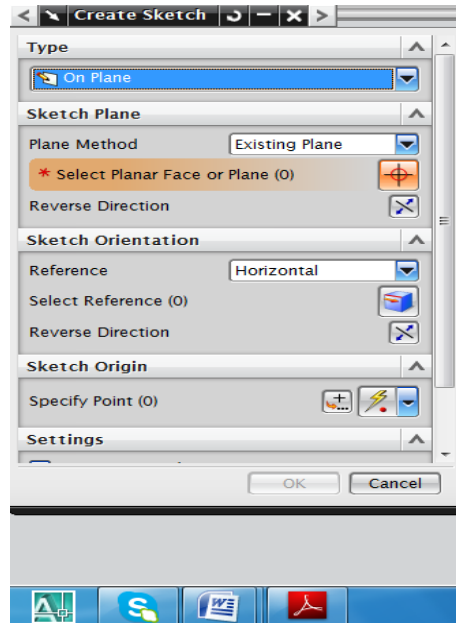 Create Sketch
Type
On Plane
Sketch Plane
Plane Method Existing Plane
* Select Planar Face or Plane (0)
Reverse Direction
Sketch Orientation
Reference Horizontal
Select Reference (0)
Reverse Direction
Sketch Origin
Specify Point (0)
Settings
OK Cancel